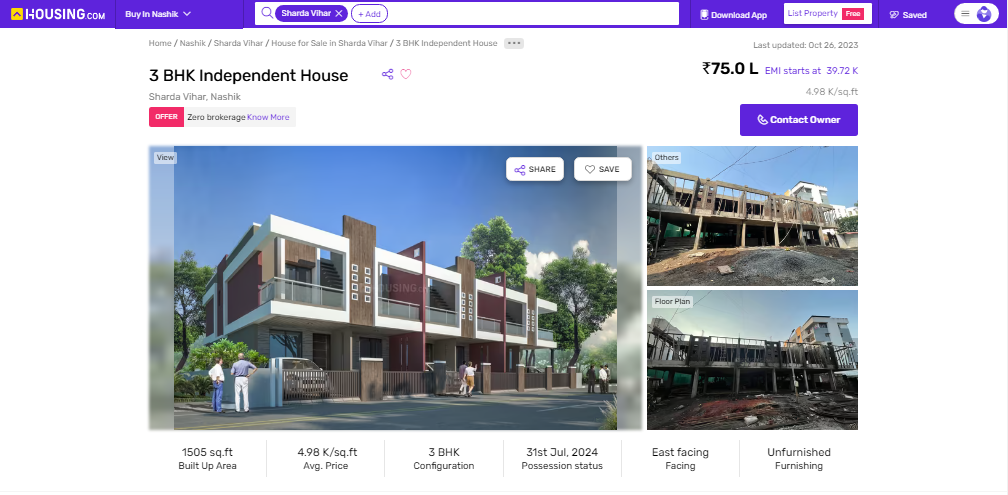 HOUSING.COM
Buy In Nashik
Sharda Vihar
+ Add
Download App
List Property Free
Saved
Home / Nashik / Sharda Vihar / House for Sale in Sharda Vihar / 3 BHK Independent House
Last updated: Oct 26, 2023
3 BHK Independent House
₹75.0 L EMI starts at 39.72 K
Sharda Vihar, Nashik
4.98 K/sq.ft
OFFER Zero brokerage Know More
Contact Owner
View
SHARE
SAVE
Others
HOUSING.COM
Floor Plan
1505 sq.ft
Built Up Area
4.98 K/sq.ft
Avg. Price
3 BHK
Configuration
31st Jul, 2024
Possession status
East facing
Facing
Unfurnished
Furnishing